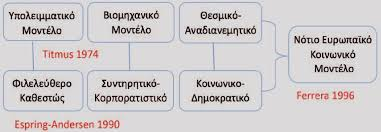 Υπολειμματικό
Μοντέλο
Βιομηχανικό
Μοντέλο
Θεσμικό-
Αναδιανεμητικό
Νότιο Ευρωπαϊκό
Κοινωνικό
Μοντέλο
Titmus 1974
Φιλελεύθερο
Καθεστώς
Συντηρητικό-
Κορπορατιστικό
Κοινωνικο-
Δημοκρατικό
Ferrera 1996
Espring-Andersen 1990